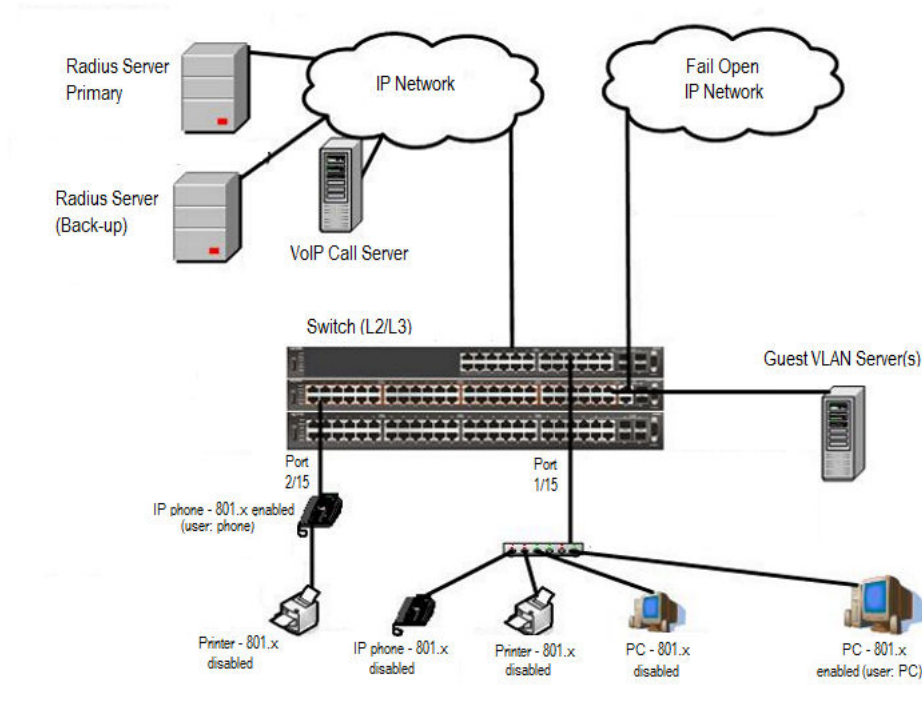 Radius Server
Primary
IP Network
Fail Open
IP Network
Radius Server
(Back-up)
VoIP Call Server
Switch (L2/L3)
Guest VLAN Server(s)
Port
2/15
Port
1/15
IP phone - 801.x enabled
(user: phone)
Printer - 801.x
disabled
IP phone - 801.x
disabled
Printer - 801.x
disabled
PC - 801.x
disabled
PC - 801.x
enabled (user: PC)